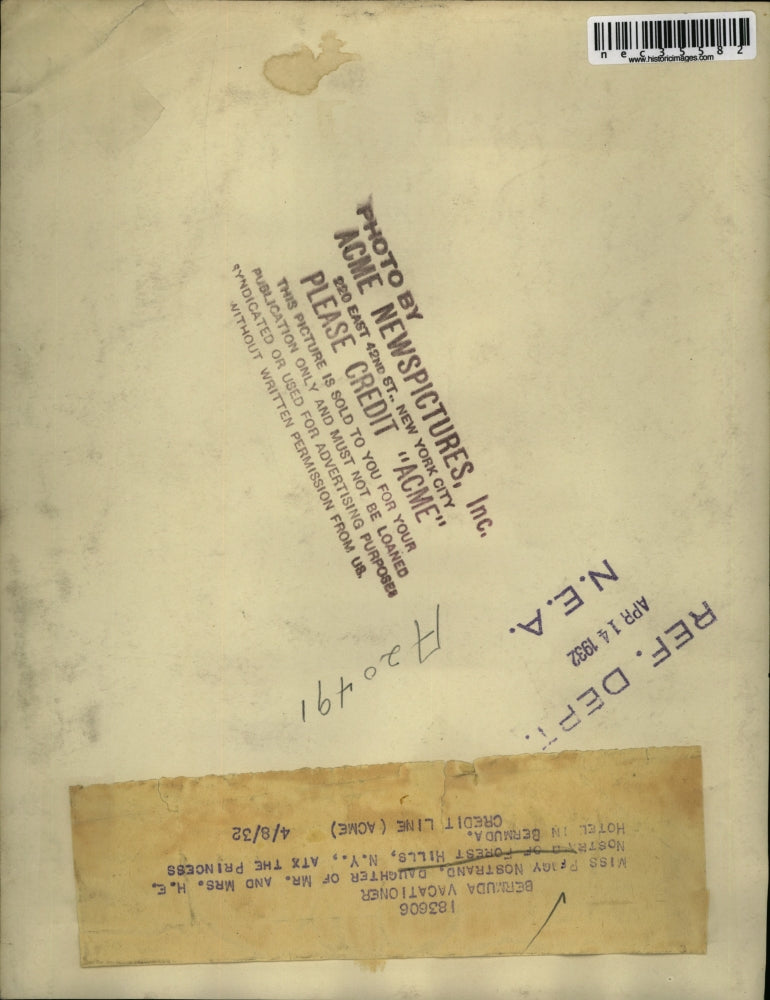 nec35582
www.historicimages.com
PHOTO BY
ACME NEWSPICTURES, Inc.
220 EAST 42ND ST., NEW YORK CITY
PLEASE CREDIT "ACME"
THIS PICTURE IS SOLD TO YOU FOR YOUR
PUBLICATION ONLY AND MUST NOT BE LOANED
SYNDICATED OR USED FOR ADVERTISING PURPOSES
WITHOUT WRITTEN PERMISSION FROM US.
REF. DEPT.
APR 14 1932
N.E.A.
A20491
183606
BERMUDA VACATIONER
MISS PEGGY NOSTRAND, DAUGHTER OF MR. AND MRS. H.E.
NOSTRAND OF FOREST HILLS, N.Y., ATX THE PRINCESS
HOTEL IN BERMUDA.
CREDIT LINE (ACME) 4/8/32